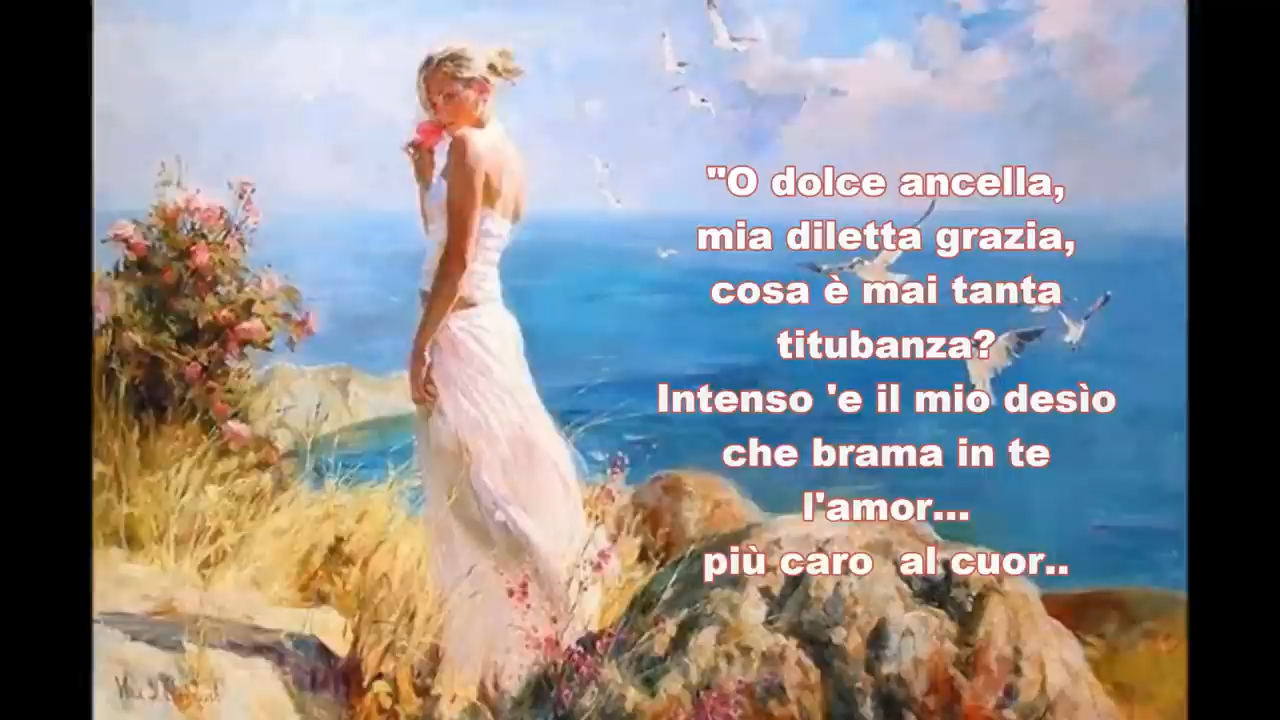 "O dolce ancella,
mia diletta grazia,
cosa è mai tanta
titubanza?
Intenso 'e il mio desìo
che brama in te
l'amor...
più caro  al cuor..